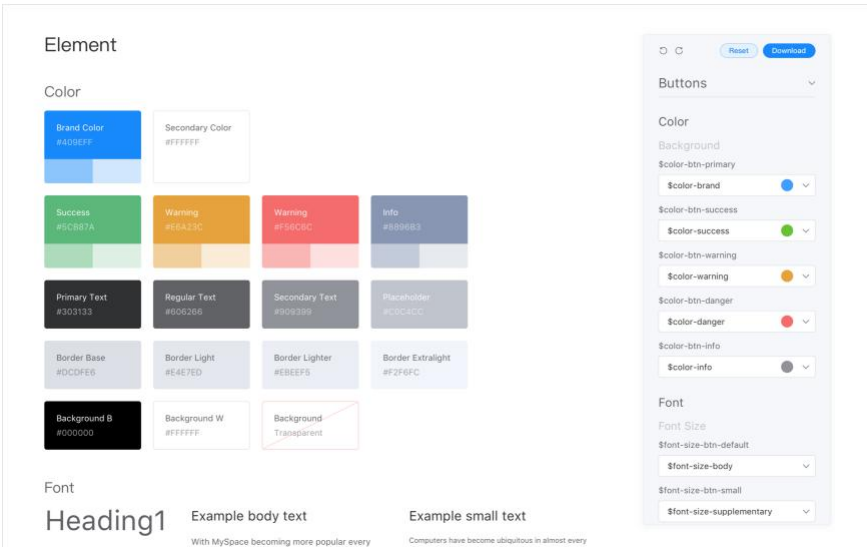 Element
Color
Brand Color
#409EFF
Secondary Color
#FFFFFF
Success
#5CB87A
Warning
#E6A23C
Warning
#F56C6C
Info
#8896B3
Primary Text
#303133
Regular Text
#606266
Secondary Text
#909399
Placeholder
#C0C4CC
Border Base
#DCDFE6
Border Light
#E4E7ED
Border Lighter
#EBEEF5
Border Extralight
#F2F6FC
Background B
#000000
Background W
#FFFFFF
Background
Transparent
Font
Heading1
Example body text
With MySpace becoming more popular every
Example small text
Computers have become ubiquitous in almost every
Reset
Download
Buttons
Color
Background
$color-btn-primary
$color-brand
$color-btn-success
$color-success
$color-btn-warning
$color-warning
$color-btn-danger
$color-danger
$color-btn-info
$color-info
Font
Font Size
$font-size-btn-default
$font-size-body
$font-size-btn-small
$font-size-supplementary